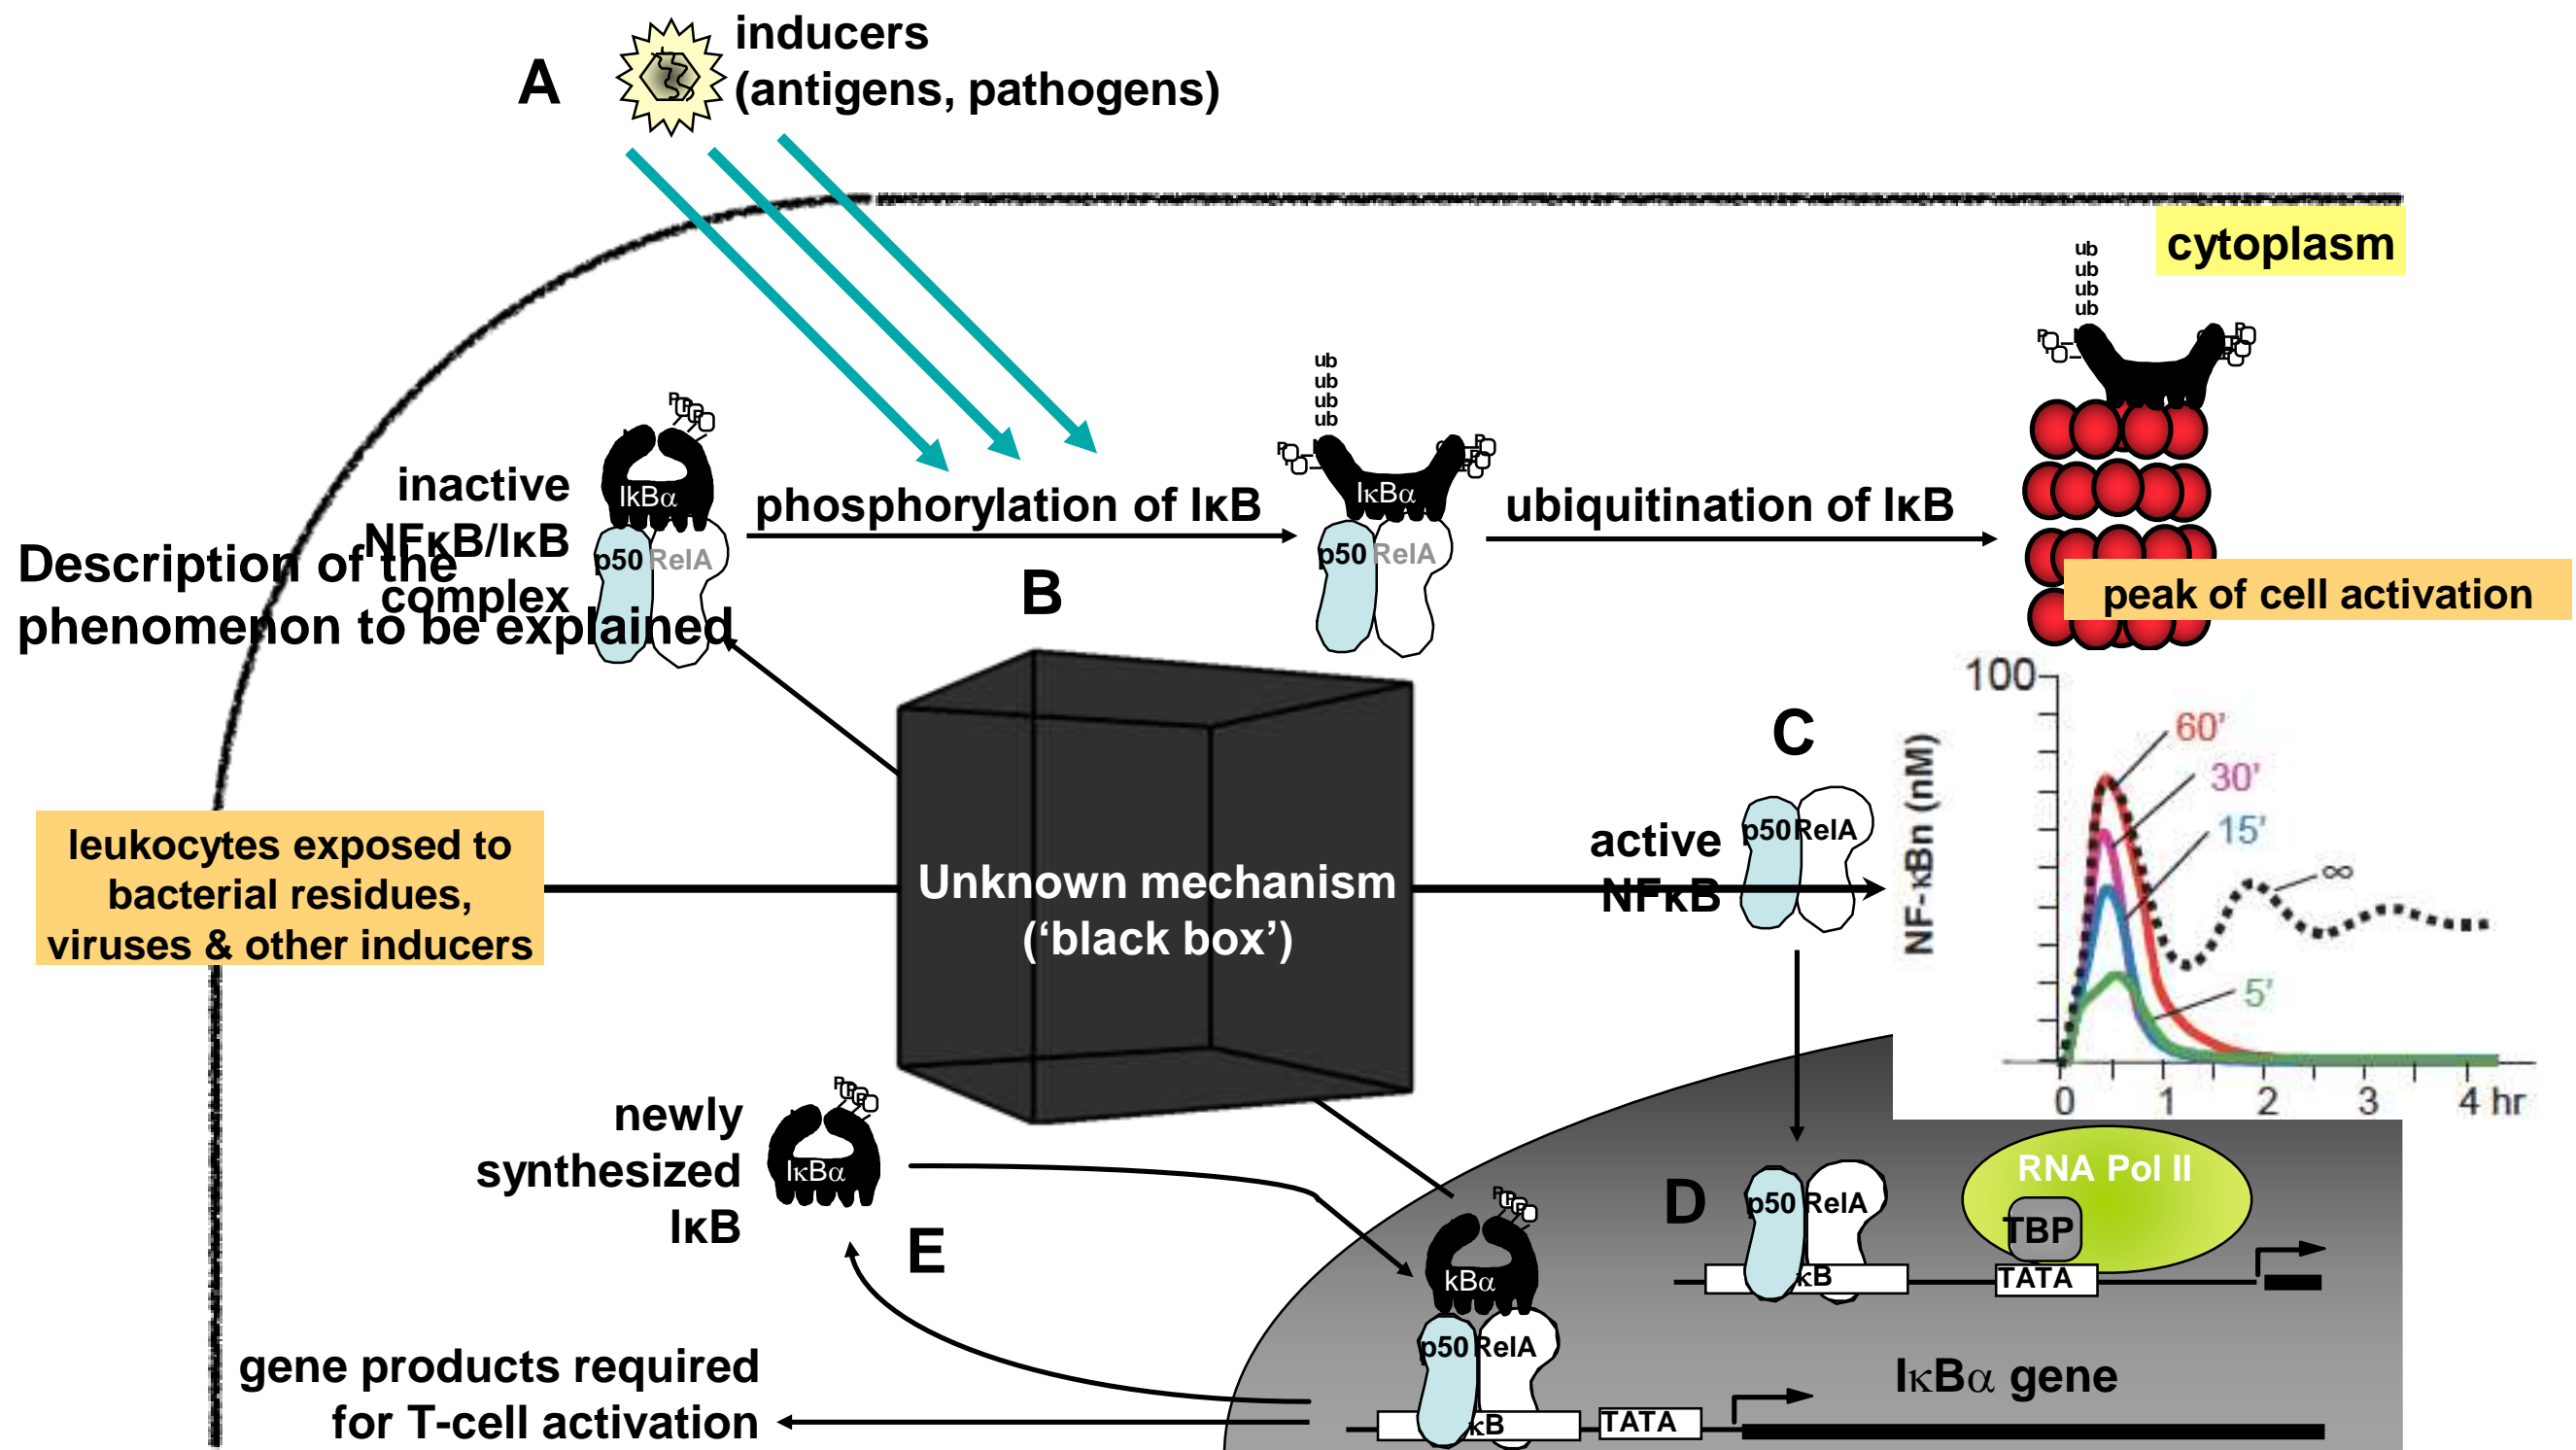 A
inducers
(antigens, pathogens)
cytoplasm
ub
ub
ub
ub
ub
ub
ub
ub
inactive
NFκB/IκB
complex
IkBα
p50 RelA
phosphorylation of IκB
B
IκBα
p50 RelA
ubiquitination of IκB
peak of cell activation
Description of the
phenomenon to be explained
leukocytes exposed to
bacterial residues,
viruses & other inducers
Unknown mechanism
(‘black box’)
C
active
NFκB
p50 RelA
NF-κBn (nM)
100
60'
30'
15'
∞
5'
0 1 2 3 4 hr
newly
synthesized
IκB
IκBα
E
D
p50 RelA
κB
RNA Pol II
TBP
TATA
kBα
p50 RelA
κB
TATA
IκBα gene
gene products required
for T-cell activation